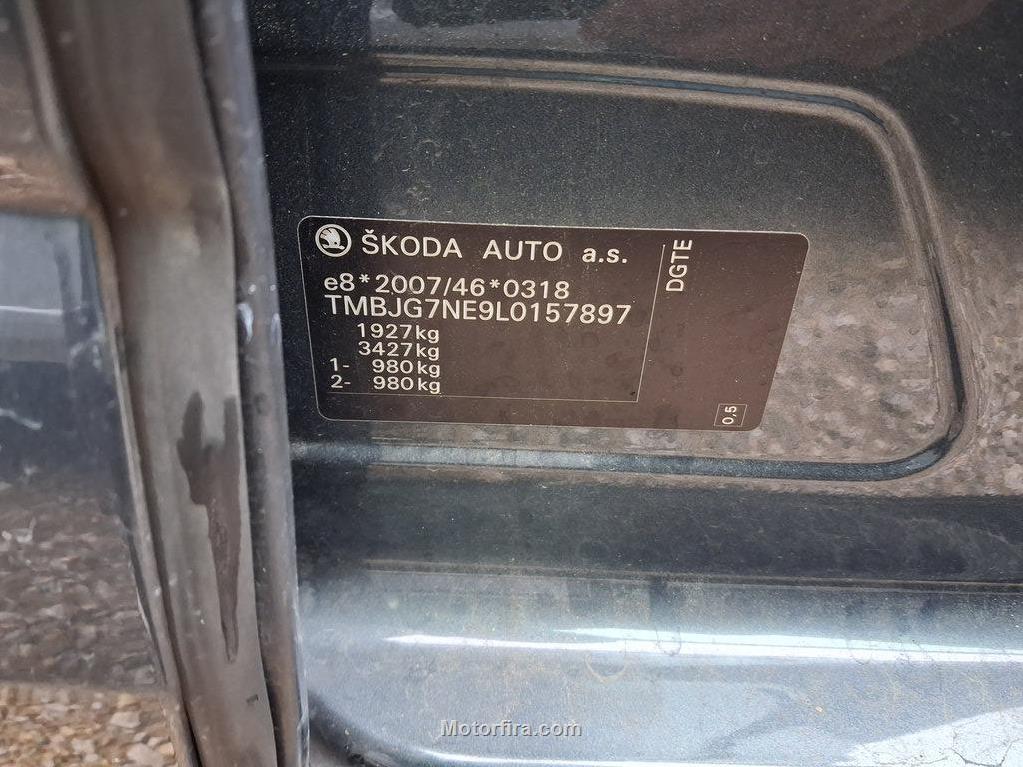 ŠKODA AUTO a.s.
e8*2007/46*0318
TMBJG7NE9L0157897
1927kg
3427kg
1- 980kg
2- 980kg
DGTE
0,5
Motorfira.com